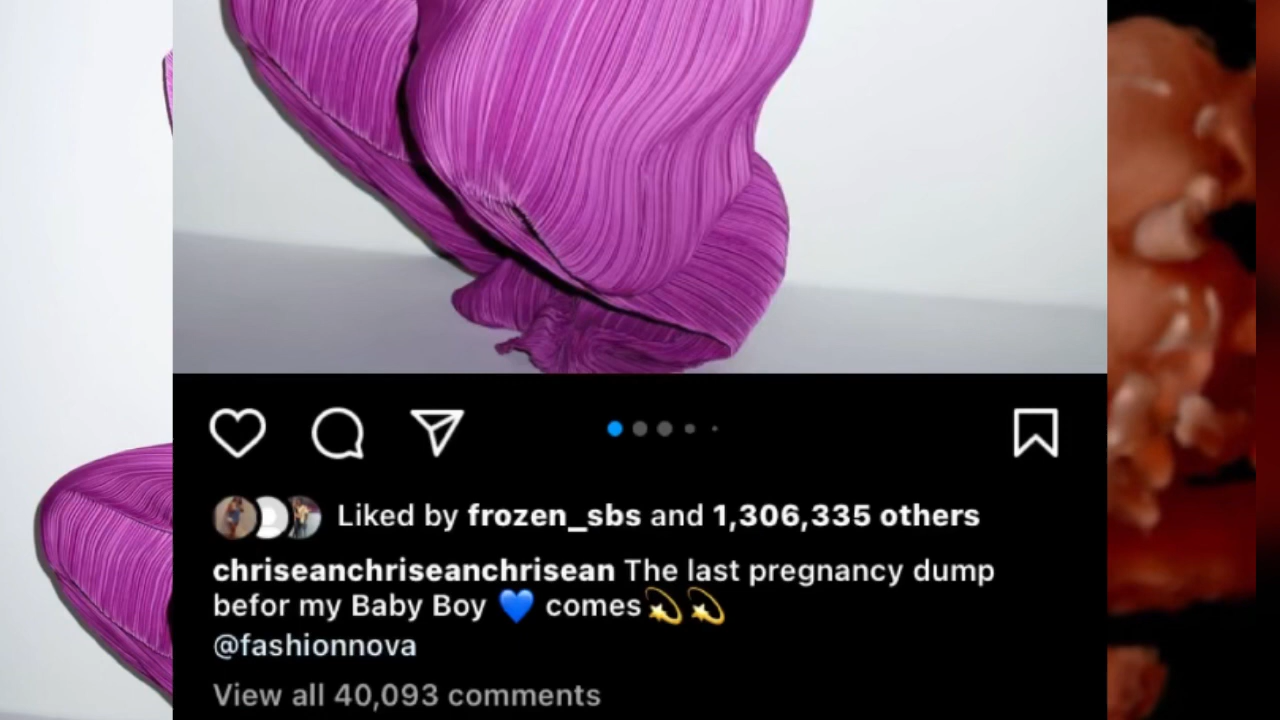 Liked by frozen_sbs and 1,306,335 others
chriseanchriseanchrisean The last pregnancy dump
befor my Baby Boy 💙 comes💫💫
@fashionnova
View all 40,093 comments